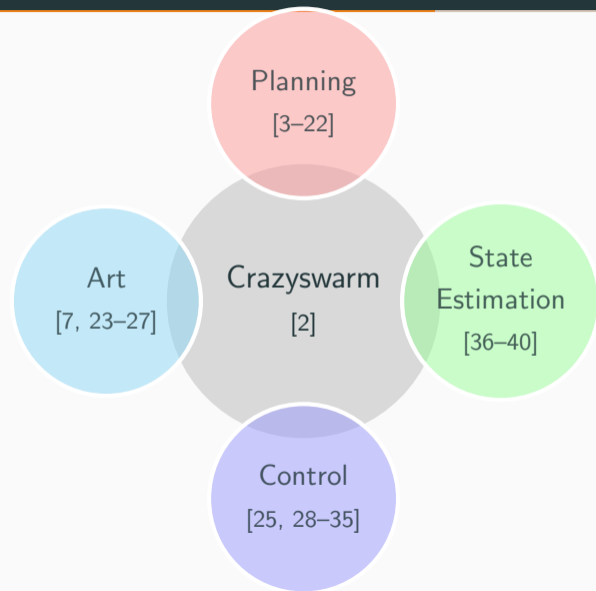 Planning
[3–22]
Art
[7, 23–27]
Crazyswarm
[2]
State
Estimation
[36–40]
Control
[25, 28–35]